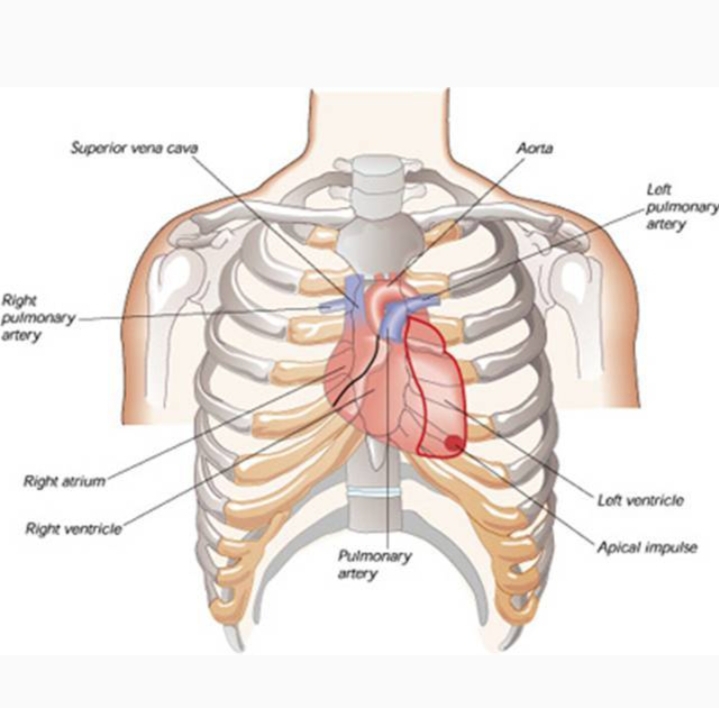 Superior vena cava
Aorta
Left
pulmonary
artery
Right
pulmonary
artery
Right atrium
Right ventricle
Pulmonary
artery
Left ventricle
Apical impulse